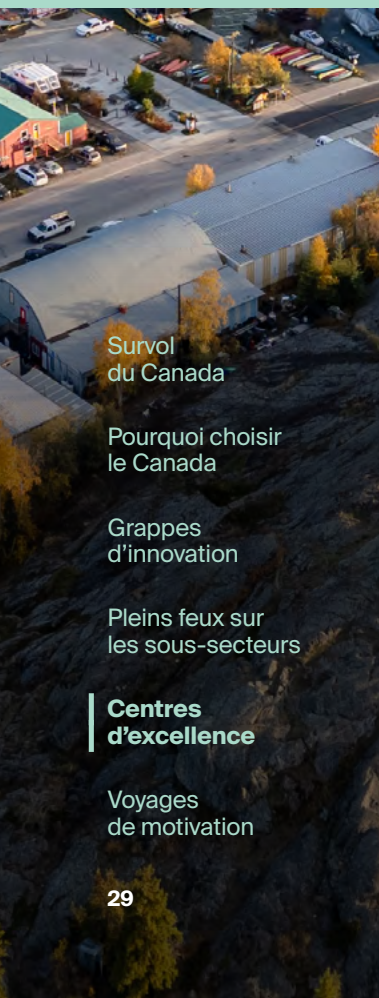 Survol
du Canada
Pourquoi choisir
le Canada
Grappes
d’innovation
Pleins feux sur
les sous-secteurs
Centres
d’excellence
Voyages
de motivation
29